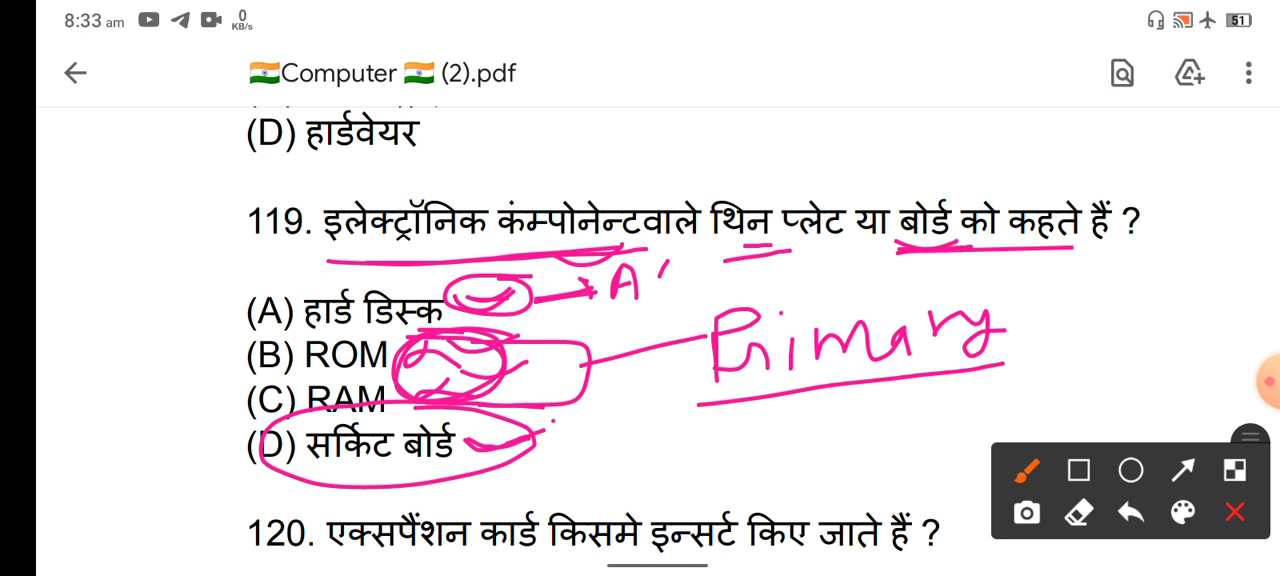 8:33 am 0 KB/s 51
🇮🇳Computer 🇮🇳 (2).pdf
(D) हार्डवेयर
119. इलेक्ट्रॉनिक कंम्पोनेन्टवाले थिन प्लेट या बोर्ड को कहते हैं ?
A'
(A) हार्ड डिस्क
(B) ROM
Primary
(C) RAM
(D) सर्किट बोर्ड
120. एक्सपैंशन कार्ड किसमे इन्सर्ट किए जाते हैं ?